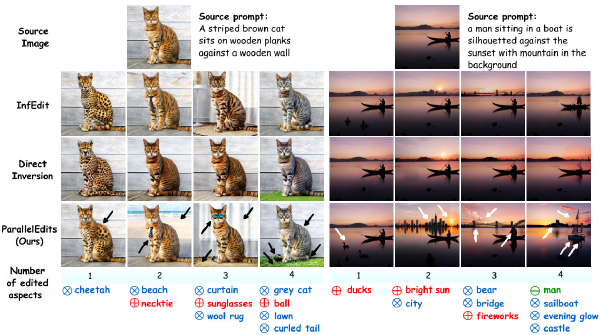 Source
Image
Source prompt:
A striped brown cat
sits on wooden planks
against a wooden wall
Source prompt:
a man sitting in a boat is
silhouetted against the
sunset with mountain in the
background
InfEdit
Direct
Inversion
ParallelEdits
(Ours)
Number
of edited
aspects
1 2 3 4 1 2 3 4
cheetah
beach
necktie
curtain
sunglasses
wool rug
grey cat
ball
lawn
curled tail
ducks
bright sun
city
bear
bridge
fireworks
man
sailboat
evening glow
castle